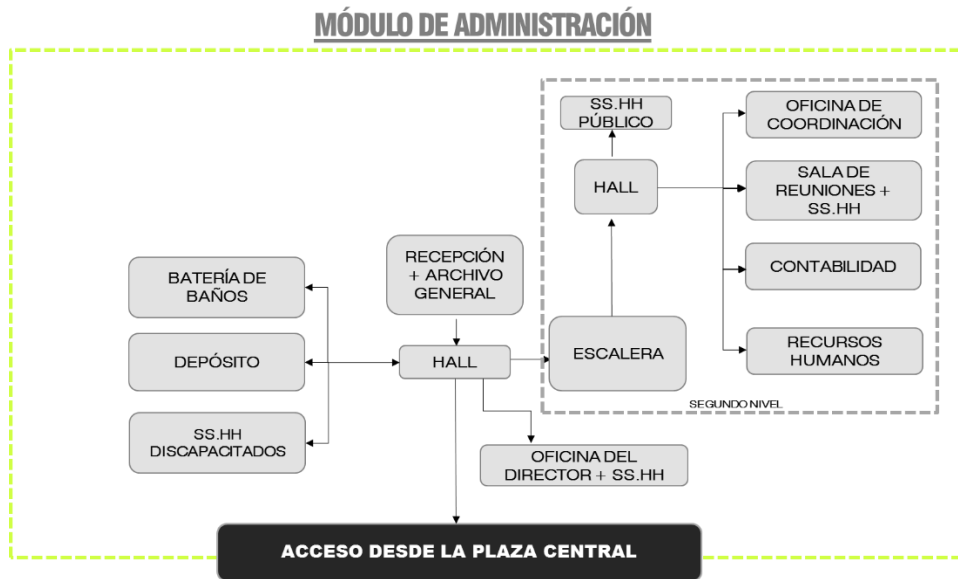 MÓDULO DE ADMINISTRACIÓN
SS.HH
PÚBLICO
OFICINA DE
COORDINACIÓN
HALL
SALA DE
REUNIONES +
SS.HH
RECEPCIÓN
+ ARCHIVO
GENERAL
BATERÍA DE
BAÑOS
CONTABILIDAD
DEPÓSITO
HALL
ESCALERA
RECURSOS
HUMANOS
SEGUNDO NIVEL
SS.HH
DISCAPACITADOS
OFICINA DEL
DIRECTOR + SS.HH
ACCESO DESDE LA PLAZA CENTRAL